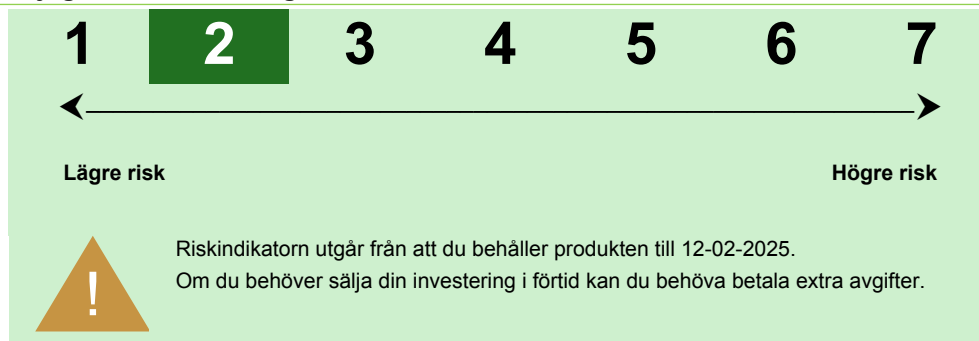 1 2 3 4 5 6 7
Lägre risk Högre risk
!
Riskindikatorn utgår från att du behåller produkten till 12-02-2025.
Om du behöver sälja din investering i förtid kan du behöva betala extra avgifter.